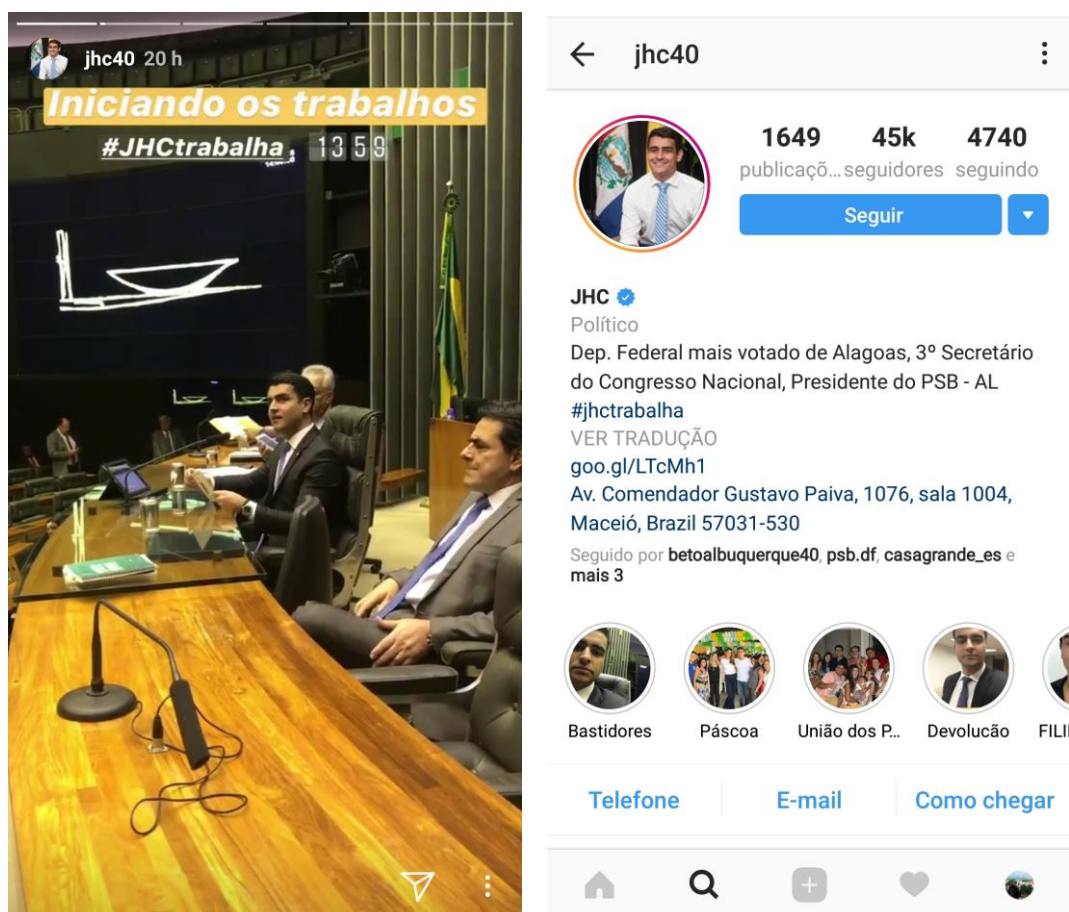 jhc40 20 h
Iniciando os trabalhos
#JHCtrabalha 13 59
jhc40
1649 45k 4740
publicaçõ... seguidores seguindo
Seguir
JHC
Político
Dep. Federal mais votado de Alagoas, 3º Secretário
do Congresso Nacional, Presidente do PSB - AL
#jhctrabalha
VER TRADUÇÃO
goo.gl/LTcMh1
Av. Comendador Gustavo Paiva, 1076, sala 1004,
Maceió, Brazil 57031-530
Seguido por betoalbuquerque40, psb.df, casagrande_es e
mais 3
Bastidores Páscoa União dos P... Devolucão FILI
Telefone E-mail Como chegar